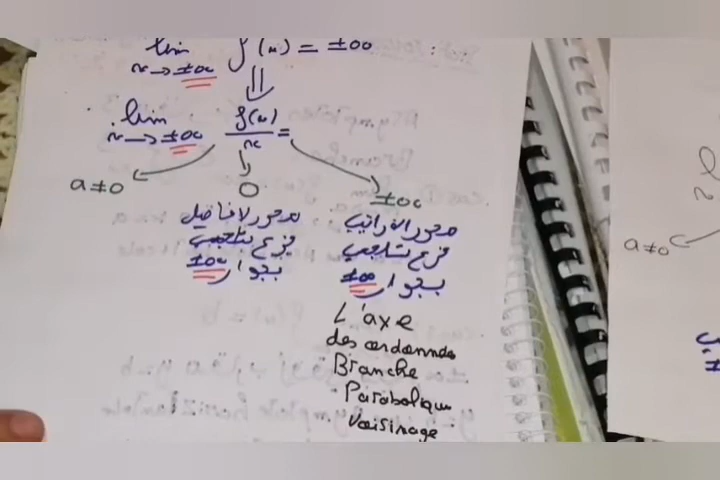 lim f(x) = ±∞
x→±∞
lim f(x)/x =
x→±∞
a≠0
0
±∞
محور الأفاصيل
فرع شلجمي
بجوار ±∞
محور الأراتيب
فرع شلجمي
بجوار ±∞
L'axe
des ordonnées
Branche
Parabolique
Voisinage
a≠0